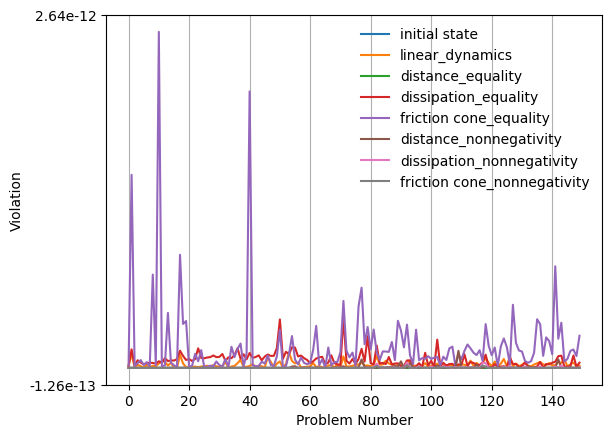 2.64e-12
initial state
linear_dynamics
distance_equality
dissipation_equality
friction cone_equality
distance_nonnegativity
dissipation_nonnegativity
friction cone_nonnegativity
Violation
-1.26e-13
0 20 40 60 80 100 120 140
Problem Number